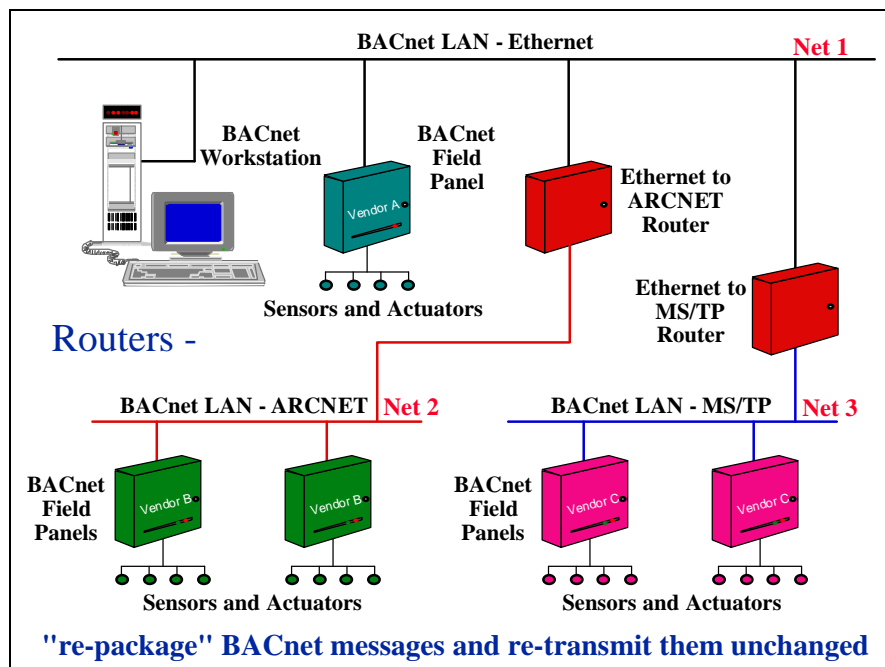 BACnet LAN - Ethernet
Net 1
BACnet
Workstation
BACnet
Field
Panel
Vendor A
Sensors and Actuators
Ethernet to
ARCNET
Router
Ethernet to
MS/TP
Router
Routers -
BACnet LAN - ARCNET
Net 2
BACnet LAN - MS/TP
Net 3
BACnet
Field
Panels
Vendor B
Vendor B
Sensors and Actuators
BACnet
Field
Panels
Vendor C
Vendor C
Sensors and Actuators
"re-package" BACnet messages and re-transmit them unchanged